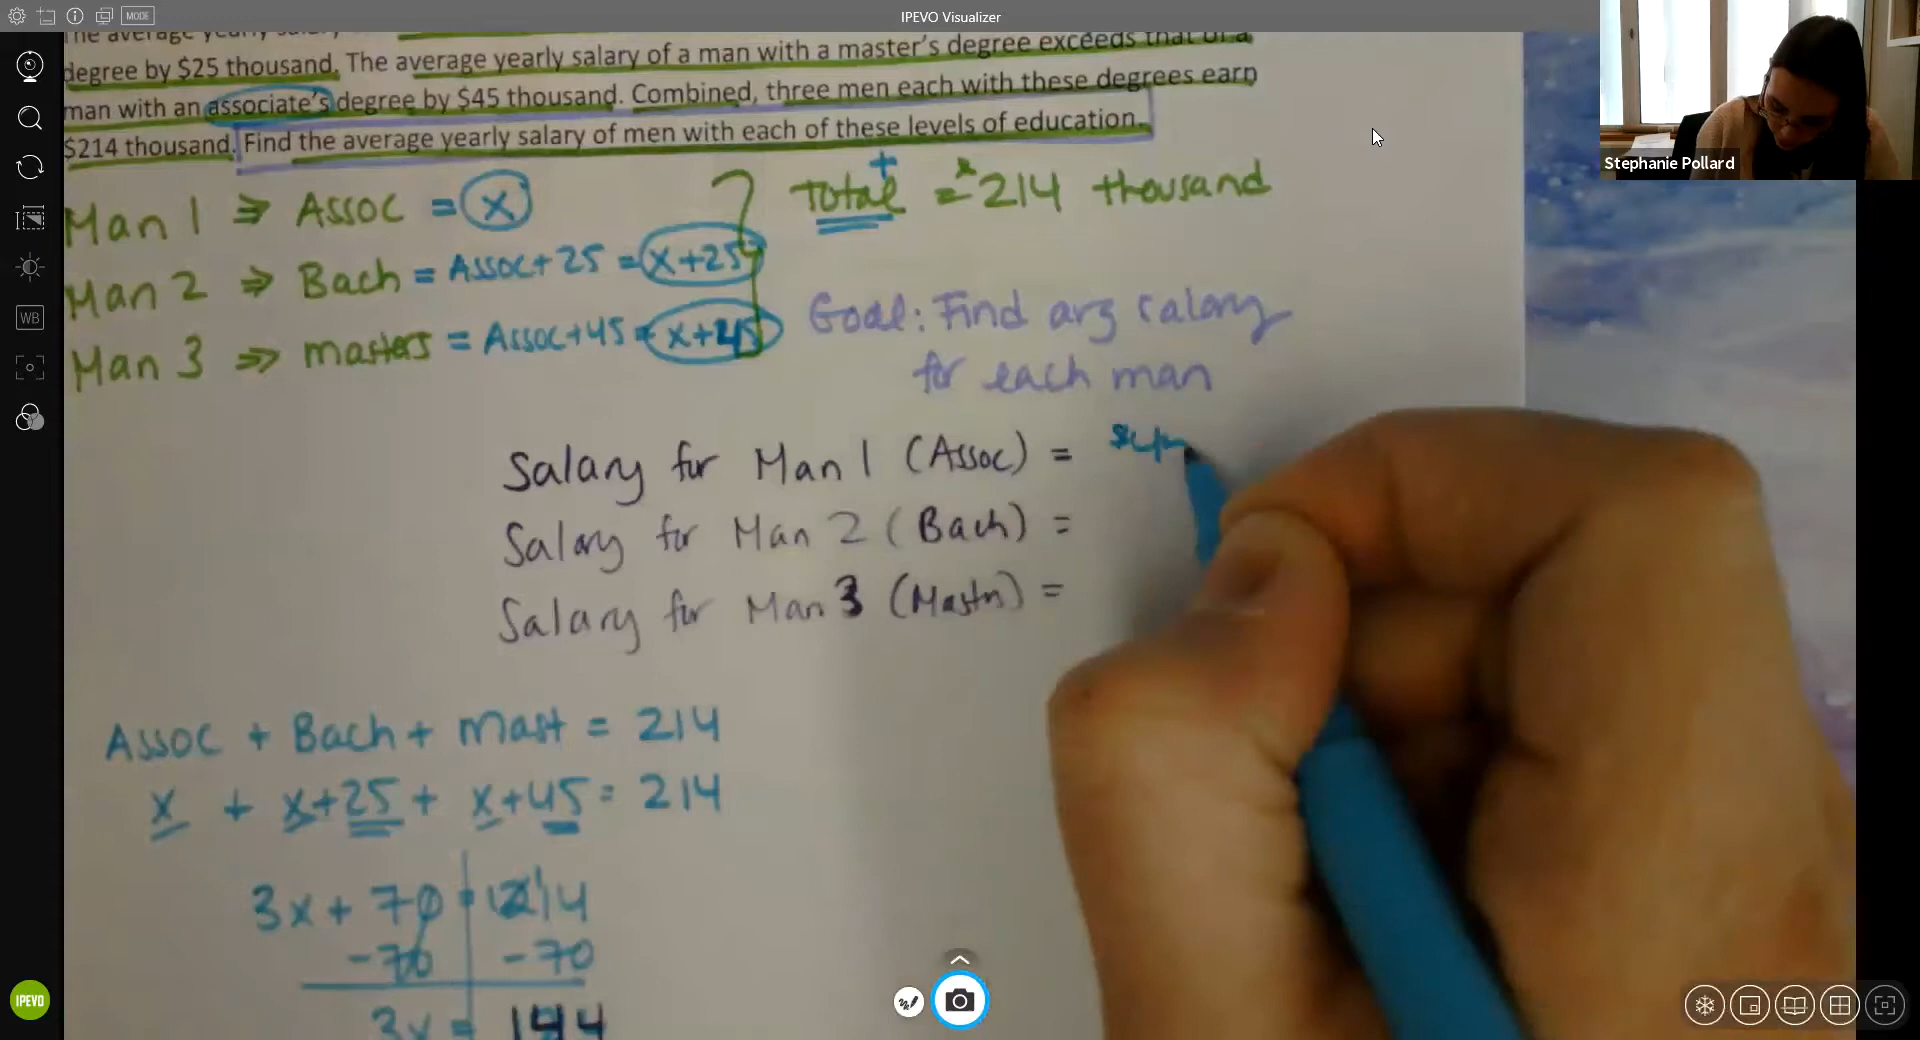 MODE
IPEVO Visualizer
The average yearly
degree by $25 thousand. The average yearly salary of a man with a master's degree exceeds that of a
man with an associate's degree by $45 thousand. Combined, three men each with these degrees earn
$214 thousand. Find the average yearly salary of men with each of these levels of education.
Stephanie Pollard
Man 1 ⇒ Assoc = x
Man 2 ⇒ Bach = Assoc+25 = x+25
Man 3 ⇒ masters = Assoc+45 = x+45
+
Total = 214 thousand
Goal: Find avg salary
for each man
WB
Salary for Man 1 (Assoc) =
Salary for Man 2 (Bach) =
Salary for Man 3 (Mastr) =
Assoc + Bach + Mast = 214
x + x+25 + x+45 = 214
3x + 70 = 214
-70 -70
3x = 144
IPEVO